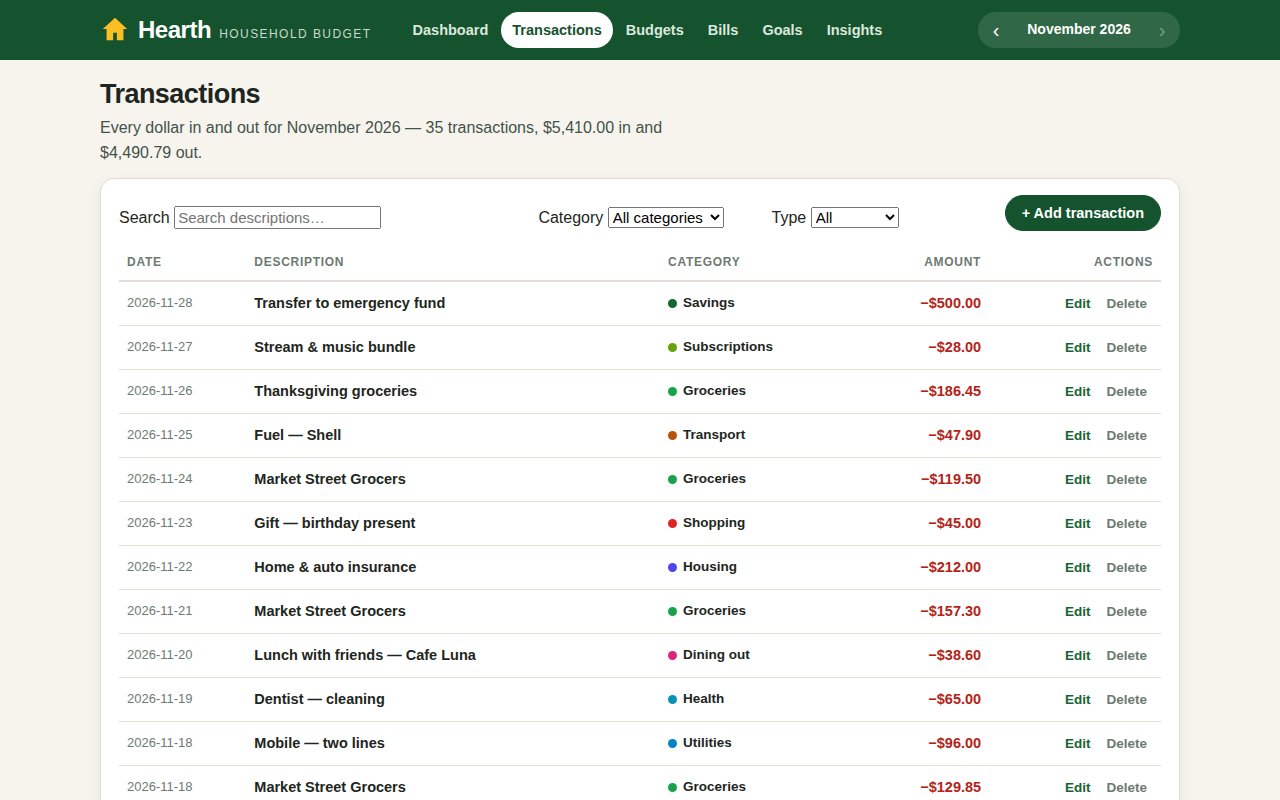 Hearth HOUSEHOLD BUDGET Dashboard Transactions Budgets Bills Goals Insights ‹ November 2026 ›
Transactions
Every dollar in and out for November 2026 — 35 transactions, $5,410.00 in and
$4,490.79 out.
Search Search descriptions… Category All categories Type All + Add transaction
DATE DESCRIPTION CATEGORY AMOUNT ACTIONS
2026-11-28 Transfer to emergency fund Savings −$500.00 Edit Delete
2026-11-27 Stream & music bundle Subscriptions −$28.00 Edit Delete
2026-11-26 Thanksgiving groceries Groceries −$186.45 Edit Delete
2026-11-25 Fuel — Shell Transport −$47.90 Edit Delete
2026-11-24 Market Street Grocers Groceries −$119.50 Edit Delete
2026-11-23 Gift — birthday present Shopping −$45.00 Edit Delete
2026-11-22 Home & auto insurance Housing −$212.00 Edit Delete
2026-11-21 Market Street Grocers Groceries −$157.30 Edit Delete
2026-11-20 Lunch with friends — Cafe Luna Dining out −$38.60 Edit Delete
2026-11-19 Dentist — cleaning Health −$65.00 Edit Delete
2026-11-18 Mobile — two lines Utilities −$96.00 Edit Delete
2026-11-18 Market Street Grocers Groceries −$129.85 Edit Delete